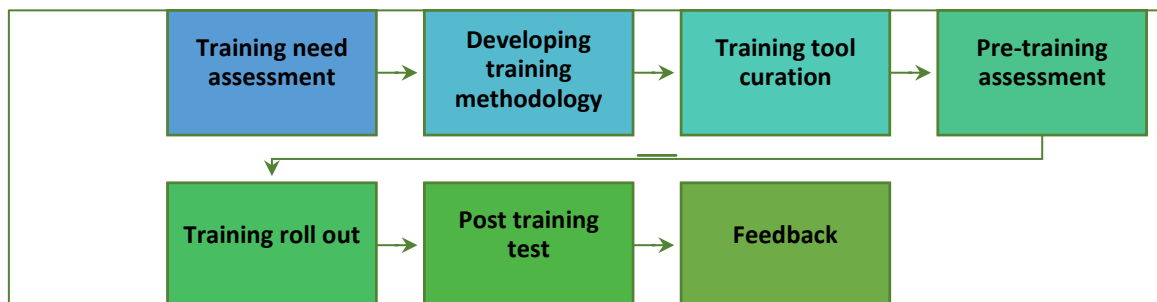 Training need
assessment
Developing
training
methodology
Training tool
curation
Pre-training
assessment
Training roll out
Post training
test
Feedback